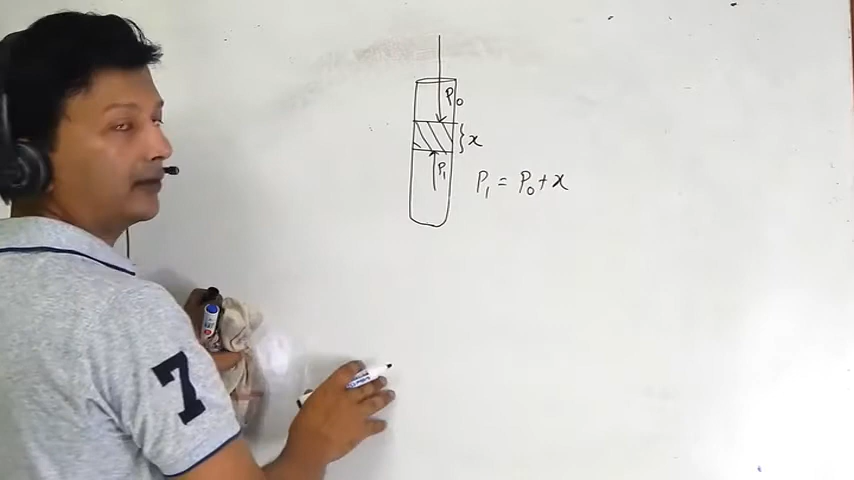 P₀
x
P₁
P₁ = P₀ + x
7